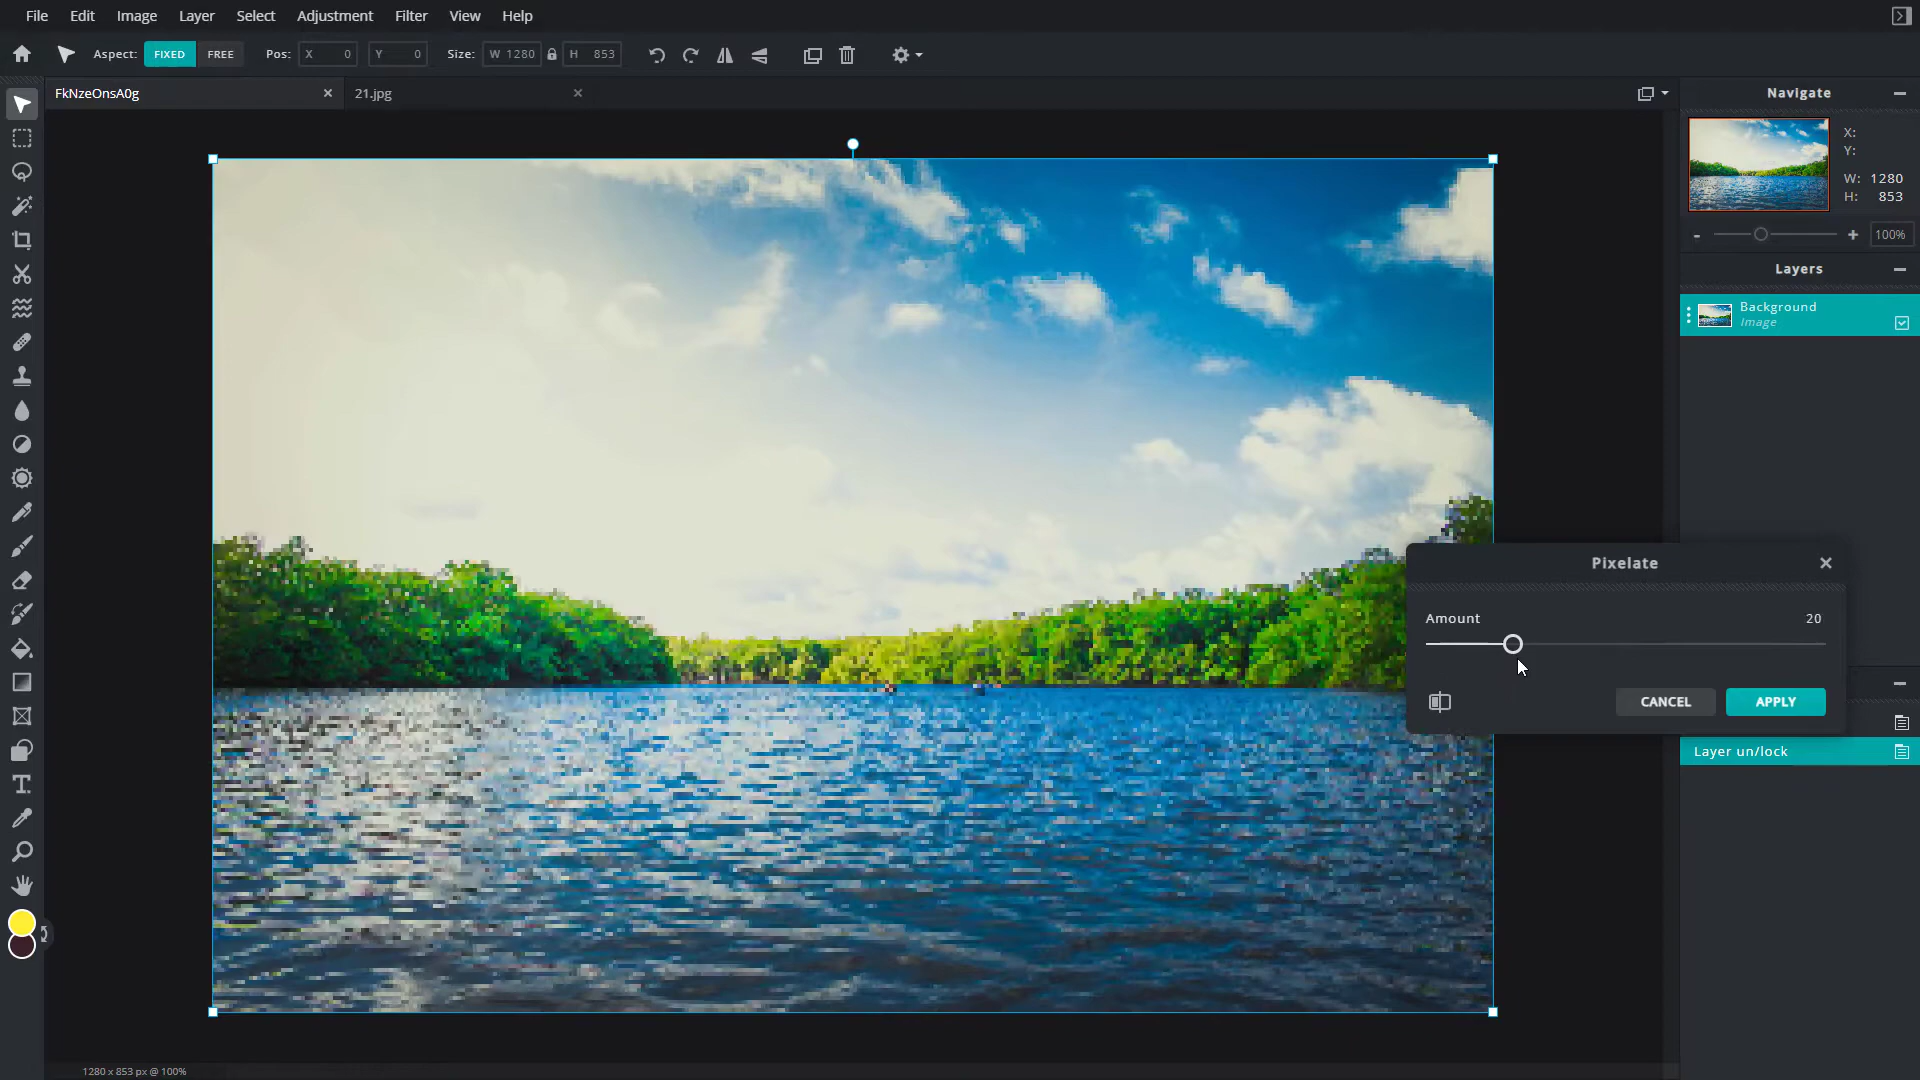 File Edit Image Layer Select Adjustment Filter View Help
Aspect: FIXED FREE Pos: X 0 Y 0 Size: W 1280 H 853
FkNzeOnsA0g 21.jpg
Navigate
X:
Y:
W: 1280
H: 853
- + 100%
Layers
Background
Image
Pixelate
Amount 20
CANCEL APPLY
Layer un/lock
1280 x 853 px @ 100%